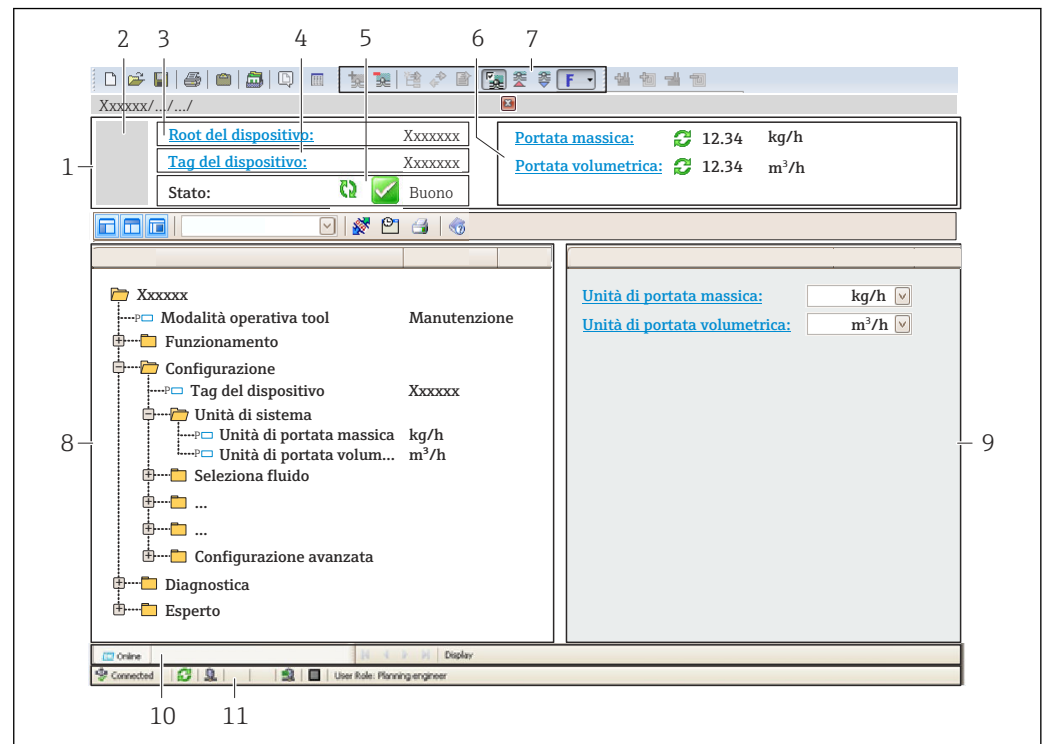 2 3 4 5 6 7
F
Xxxxxx/.../.../
1
Root del dispositivo: Xxxxxxx
Tag del dispositivo: Xxxxxxx
Stato: Buono
Portata massica: 12.34 kg/h
Portata volumetrica: 12.34 m³/h
Xxxxxx
Modalità operativa tool Manutenzione
Funzionamento
Configurazione
Tag del dispositivo Xxxxxx
Unità di sistema
Unità di portata massica kg/h
Unità di portata volum... m³/h
Seleziona fluido
...
...
Configurazione avanzata
Diagnostica
Esperto
8
Unità di portata massica: kg/h
Unità di portata volumetrica: m³/h
9
Online Display
Connected User Role: Planning engineer
10 11